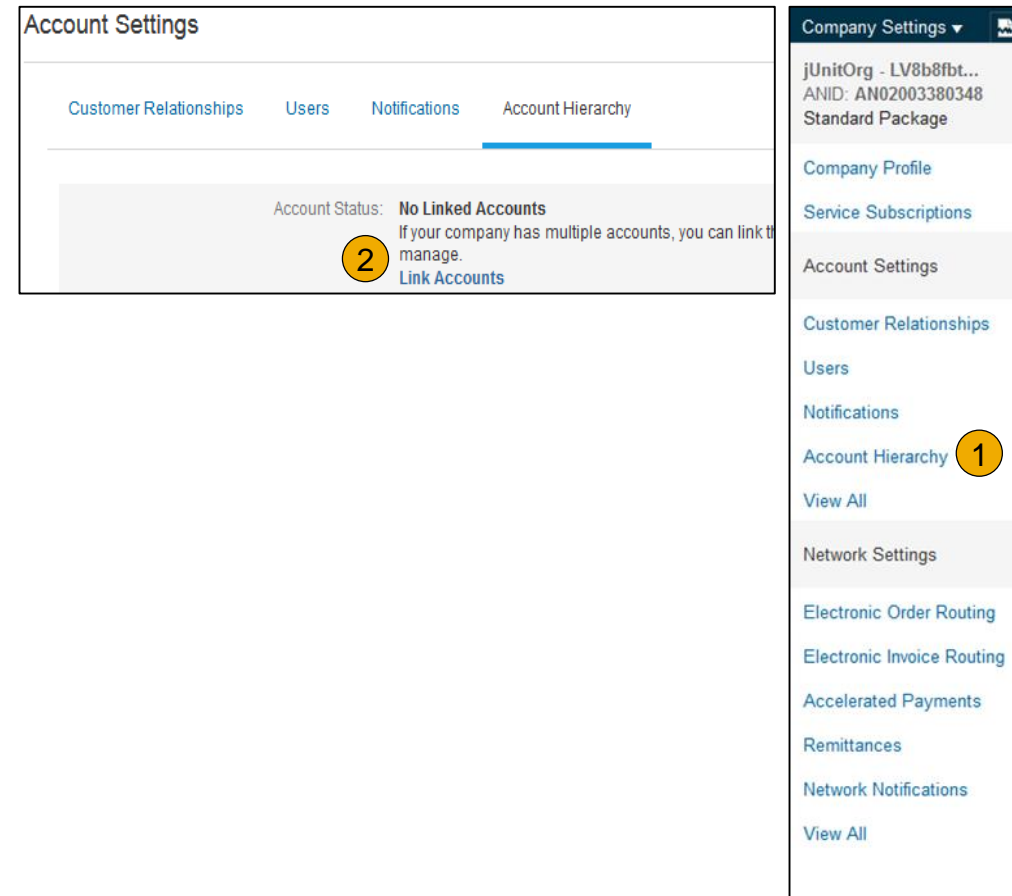 Account Settings
Customer Relationships Users Notifications Account Hierarchy
Account Status: No Linked Accounts
If your company has multiple accounts, you can link
manage.
2
Link Accounts
Company Settings ▾
jUnitOrg - LV8b8fbt...
ANID: AN02003380348
Standard Package
Company Profile
Service Subscriptions
Account Settings
Customer Relationships
Users
Notifications
Account Hierarchy 1
View All
Network Settings
Electronic Order Routing
Electronic Invoice Routing
Accelerated Payments
Remittances
Network Notifications
View All